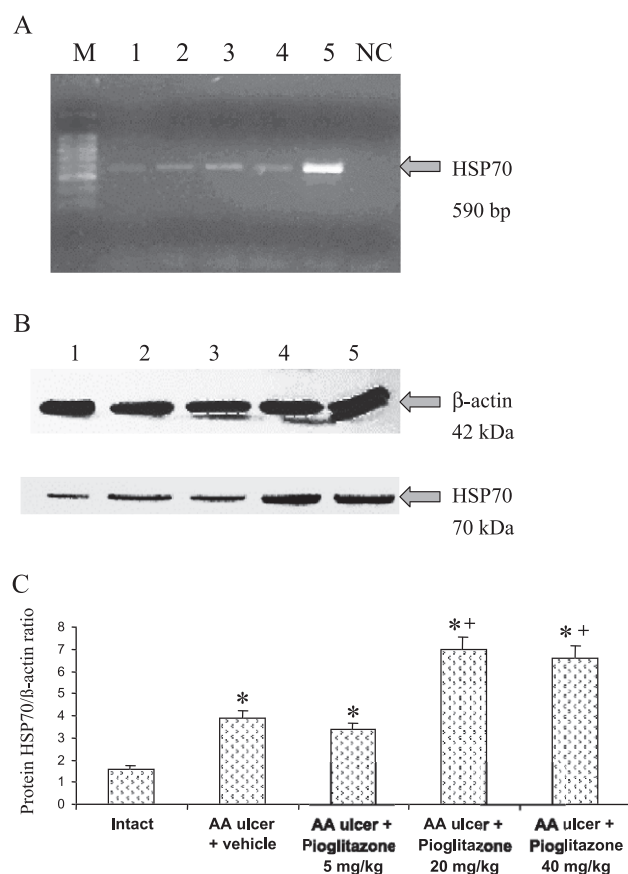 A
M 1 2 3 4 5 NC
HSP70
590 bp
B
1 2 3 4 5
β-actin
42 kDa
HSP70
70 kDa
C
Protein HSP70/ß-actin ratio
8
7
6
5
4
3
2
1
0
* * *+ *+
Intact
AA ulcer
+ vehicle
AA ulcer +
Pioglitazone
5 mg/kg
AA ulcer +
Pioglitazone
20 mg/kg
AA ulcer +
Pioglitazone
40 mg/kg